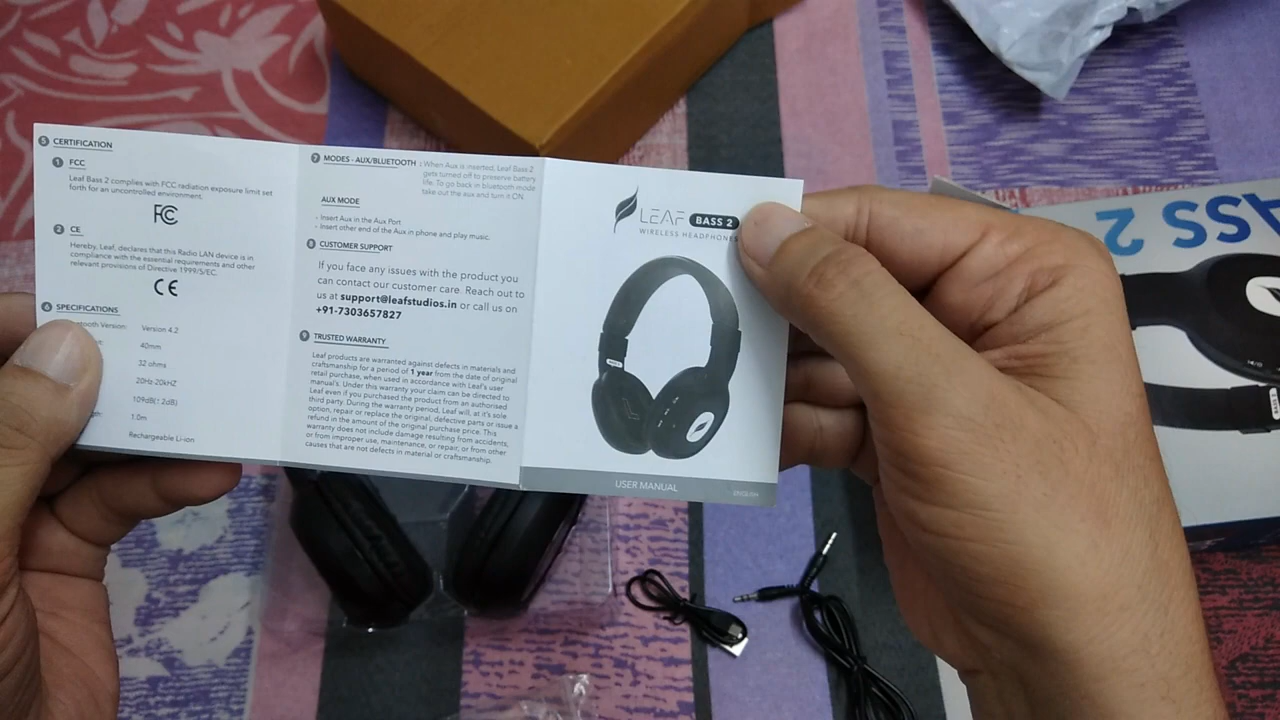 5 CERTIFICATION
1 FCC
Leaf Bass 2 complies with FCC radiation exposure limit set
forth for an uncontrolled environment.
FC
2 CE
Hereby, Leaf, declares that this Radio LAN device is in
compliance with the essential requirements and other
relevant provisions of Directive 1999/5/EC.
CE
6 SPECIFICATIONS
Version: Version 4.2
40mm
32 ohms
20Hz-20kHZ
109dB(±2dB)
1.0m
Rechargeable Li-ion
7 MODES - AUX/BLUETOOTH : When Aux is inserted, Leaf Bass 2
gets turned off to preserve battery
life. To go back in bluetooth mode
take out the aux and turn it ON.
AUX MODE
- Insert Aux in the Aux Port
- Insert other end of the Aux in phone and play music.
8 CUSTOMER SUPPORT
If you face any issues with the product you
can contact our customer care. Reach out to
us at support@leafstudios.in or call us on
+91-7303657827
9 TRUSTED WARRANTY
Leaf products are warranted against defects in materials and
craftsmanship for a period of 1 year from the date of original
retail purchase, when used in accordance with Leaf's user
manual's. Under this warranty your claim can be directed to
Leaf even if you purchased the product from an authorised
third party. During the warranty period, Leaf will, at it's sole
option, repair or replace the original, defective parts or issue a
refund in the amount of the original purchase price. This
warranty does not include damage resulting from accidents,
or from improper use, maintenance, or repair, or from other
causes that are not defects in material or craftsmanship.
LEAF BASS 2
WIRELESS HEADPHONES
USER MANUAL
ENGLISH
ASS 2